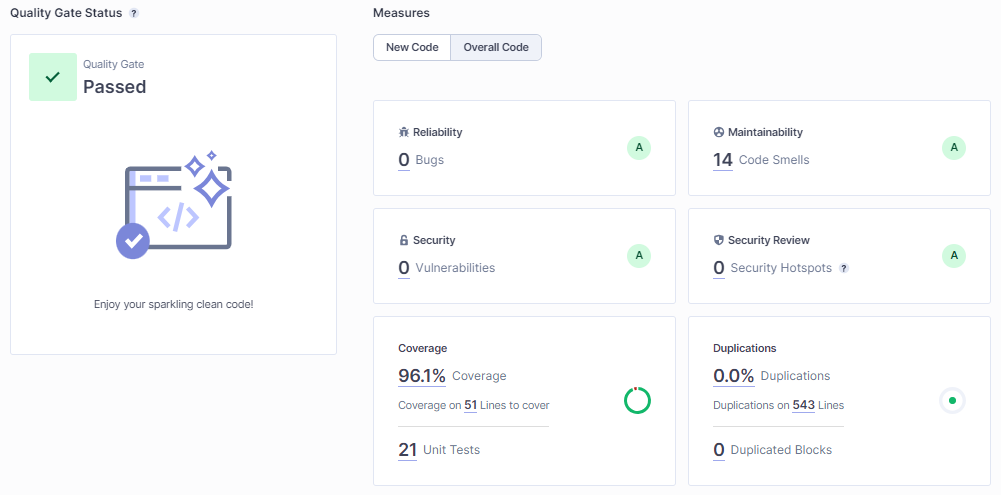 Quality Gate Status ?
Quality Gate
Passed
</>
Enjoy your sparkling clean code!
Measures
New Code
Overall Code
Reliability
0 Bugs
A
Maintainability
14 Code Smells
A
Security
0 Vulnerabilities
A
Security Review
0 Security Hotspots ?
A
Coverage
96.1% Coverage
Coverage on 51 Lines to cover
21 Unit Tests
Duplications
0.0% Duplications
Duplications on 543 Lines
0 Duplicated Blocks